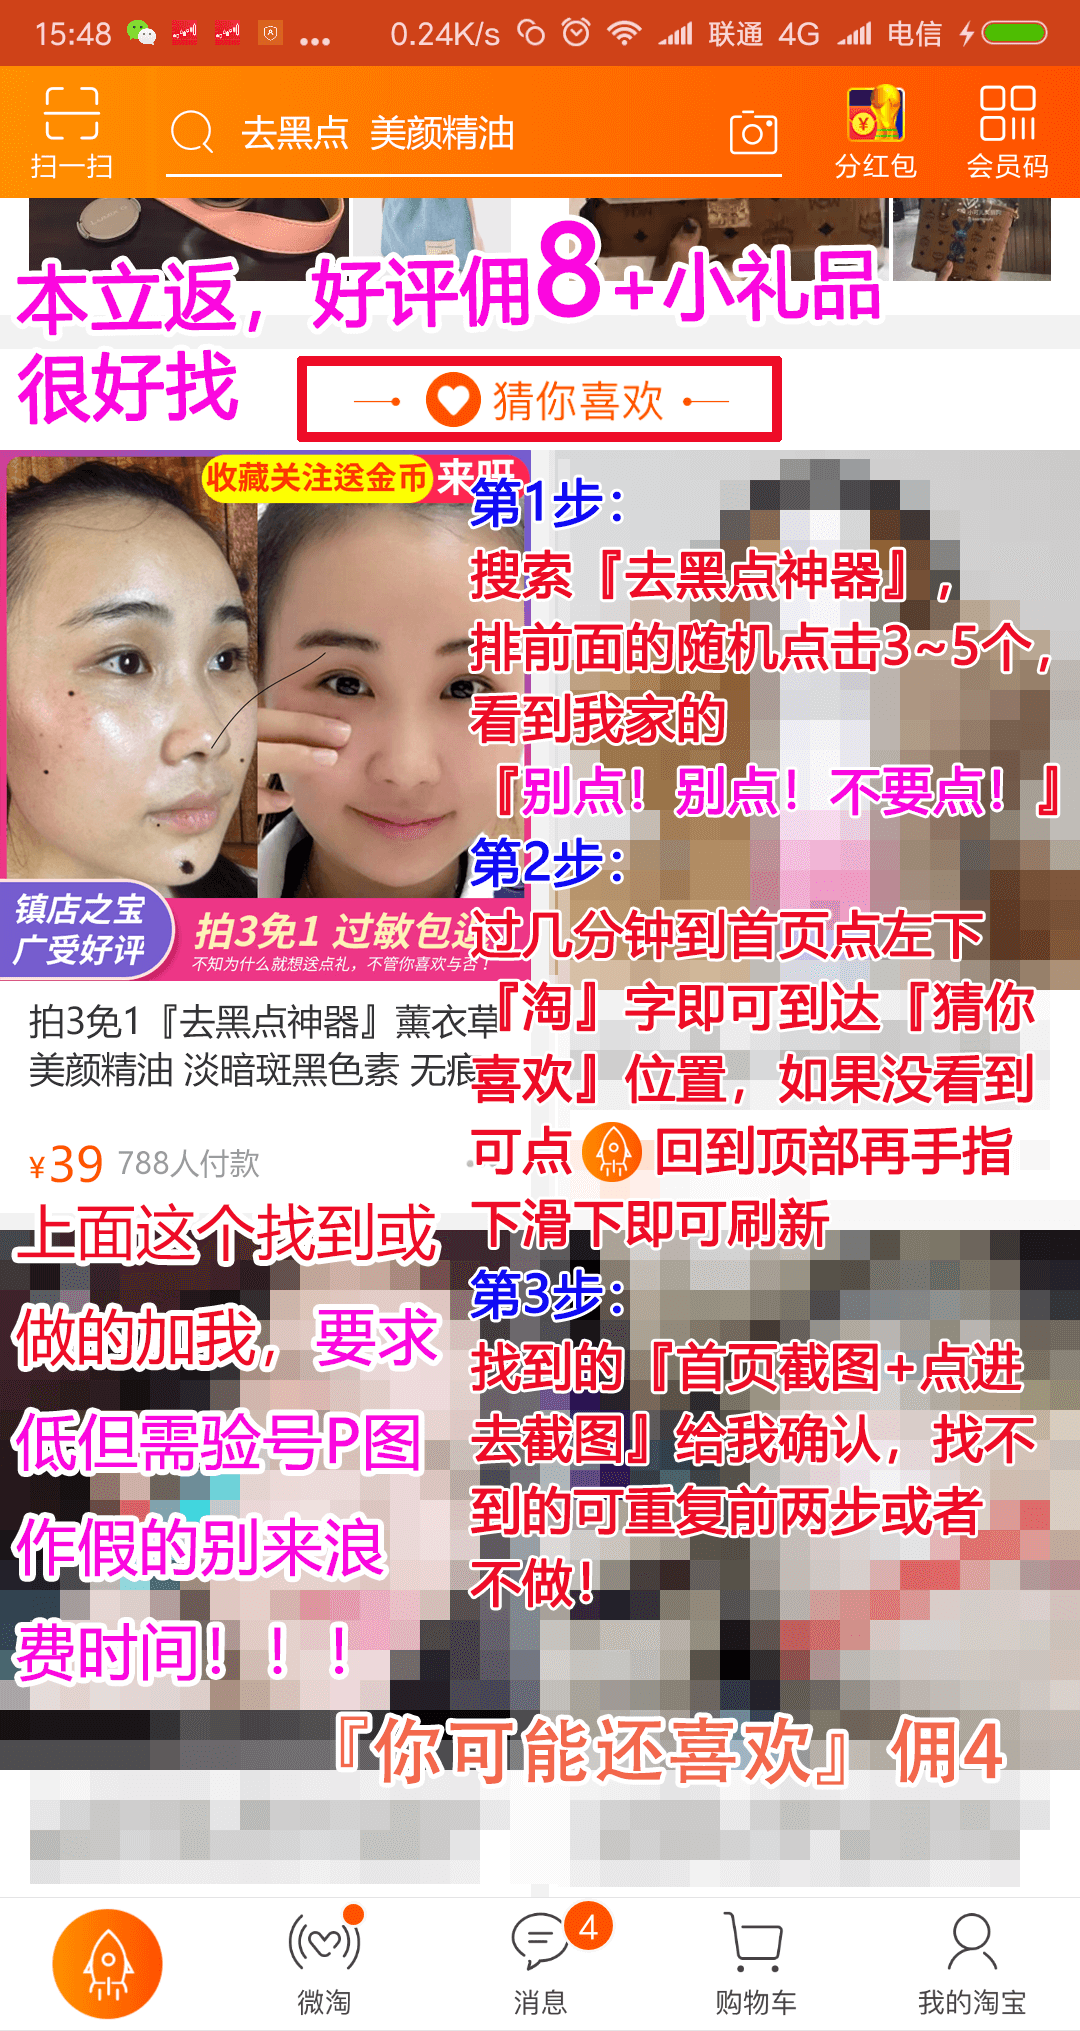 15:48
0.24K/s
联通 4G
电信
扫一扫
去黑点 美颜精油
分红包
会员码
本立返，好评佣8+小礼品
很好找
猜你喜欢
收藏关注送金币
来呀
第1步：
搜索『去黑点神器』，
排前面的随机点击3~5个，
看到我家的
『别点！别点！不要点！』
第2步：
过几分钟到首页点左下
『淘』字即可到达『猜你
喜欢』位置，如果没看到
可点 回到顶部再手指
下滑下即可刷新
第3步：
找到的『首页截图+点进
去截图』给我确认，找不
到的可重复前两步或者
不做！
镇店之宝
广受好评
拍3免1 过敏包退
不知为什么就想送点礼，不管你喜欢与否！
拍3免1『去黑点神器』薰衣草
美颜精油 淡暗斑黑色素 无痕
¥39 788人付款
上面这个找到或
做的加我，要求
低但需验号P图
作假的别来浪
费时间！！！
『你可能还喜欢』佣4
微淘
4
消息
购物车
我的淘宝